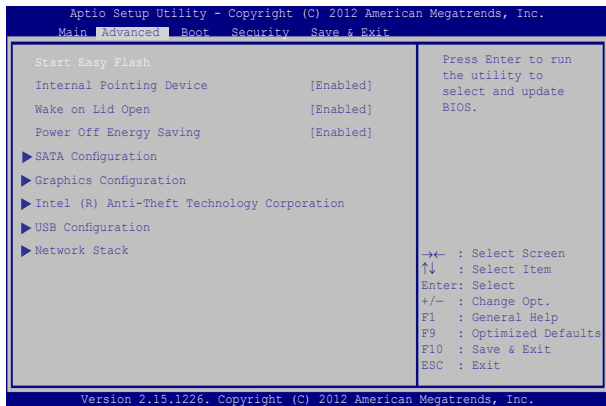 Aptio Setup Utility - Copyright (C) 2012 American Megatrends, Inc.
Main Advanced Boot Security Save & Exit
Start Easy Flash
Internal Pointing Device [Enabled]
Wake on Lid Open [Enabled]
Power Off Energy Saving [Enabled]
▶ SATA Configuration
▶ Graphics Configuration
▶ Intel (R) Anti-Theft Technology Corporation
▶ USB Configuration
▶ Network Stack
Press Enter to run
the utility to
select and update
BIOS.
→← : Select Screen
↑↓ : Select Item
Enter: Select
+/— : Change Opt.
F1 : General Help
F9 : Optimized Defaults
F10 : Save & Exit
ESC : Exit
Version 2.15.1226. Copyright (C) 2012 American Megatrends, Inc.